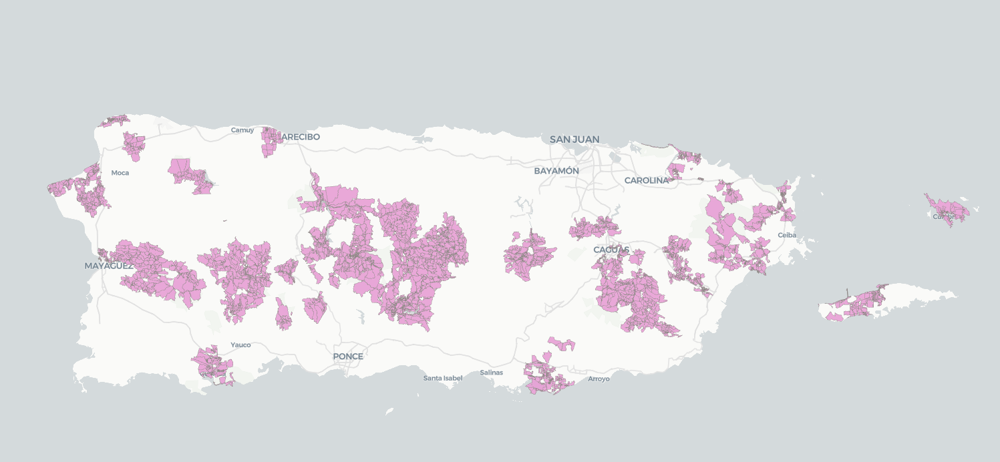 Camuy
ARECIBO
SAN JUAN
BAYAMÓN
Moca
CAROLINA
Ceiba
CAGUAS
MAYAGÜEZ
Yauco
PONCE
Salinas
Santa Isabel
Arroyo